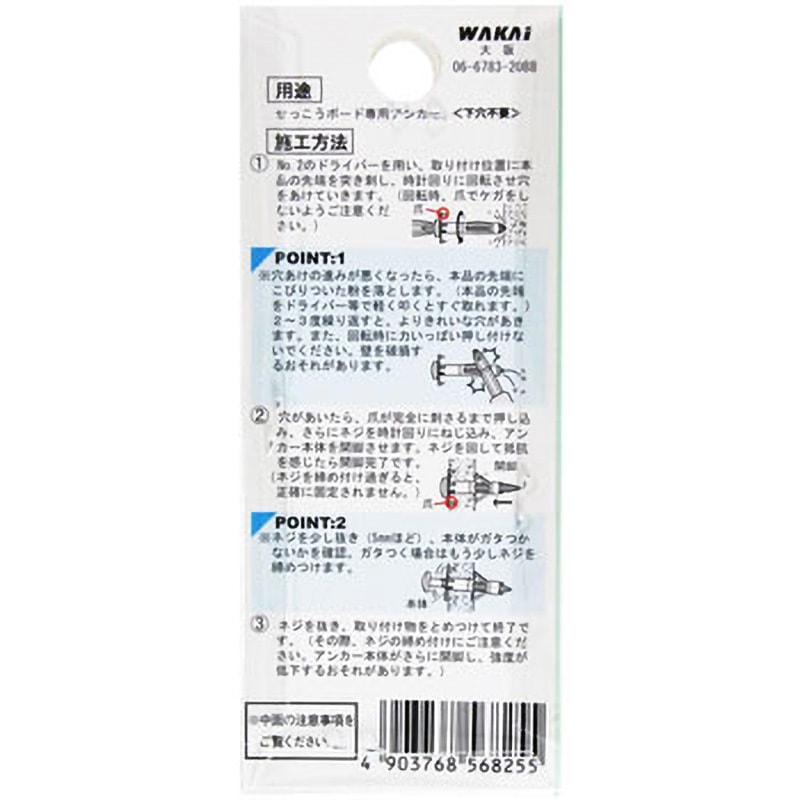 WAKAi
大阪
06-6783-2088
用途
せっこうボード専用アンカー。<下穴不要>
施工方法
① No.2のドライバーを用い、取り付け位置に本
品の先端を突き刺し、時計回りに回転させ穴
をあけていきます。(回転時、爪でケガをし
ないようご注意くだ
さい。)
爪
POINT:1
※穴あけの進みが悪くなったら、本品の先端に
こびりついた粉を落とします。(本品の先端
をドライバー等で軽く叩くとすぐ取れます。)
2〜3度繰り返すと、よりきれいな穴があき
ます。また、回転時に力いっぱい押し付けな
いでください。壁を破損す
るおそれがあります。
② 穴があいたら、爪が完全に刺さるまで押し込
み、さらにネジを時計回りにねじ込み、アン
カー本体を開脚させます。ネジを回して抵抗
を感じたら開脚完了です。
(ネジを締め付け過ぎると、
正確に固定されません。)
開脚
爪
POINT:2
※ネジを少し抜き(5mmほど)、本体がガタつか
ないかを確認。ガタつく場合はもう少しネジを
締めつけます。
本体
③ ネジを抜き、取り付け物をとめつけて終了で
す。(その際、ネジの締め付けにご注意くだ
さい。アンカー本体がさらに開脚し、強度が
低下するおそれがあります。)
※中面の注意事項を
ご覧ください。
4 903768 568255